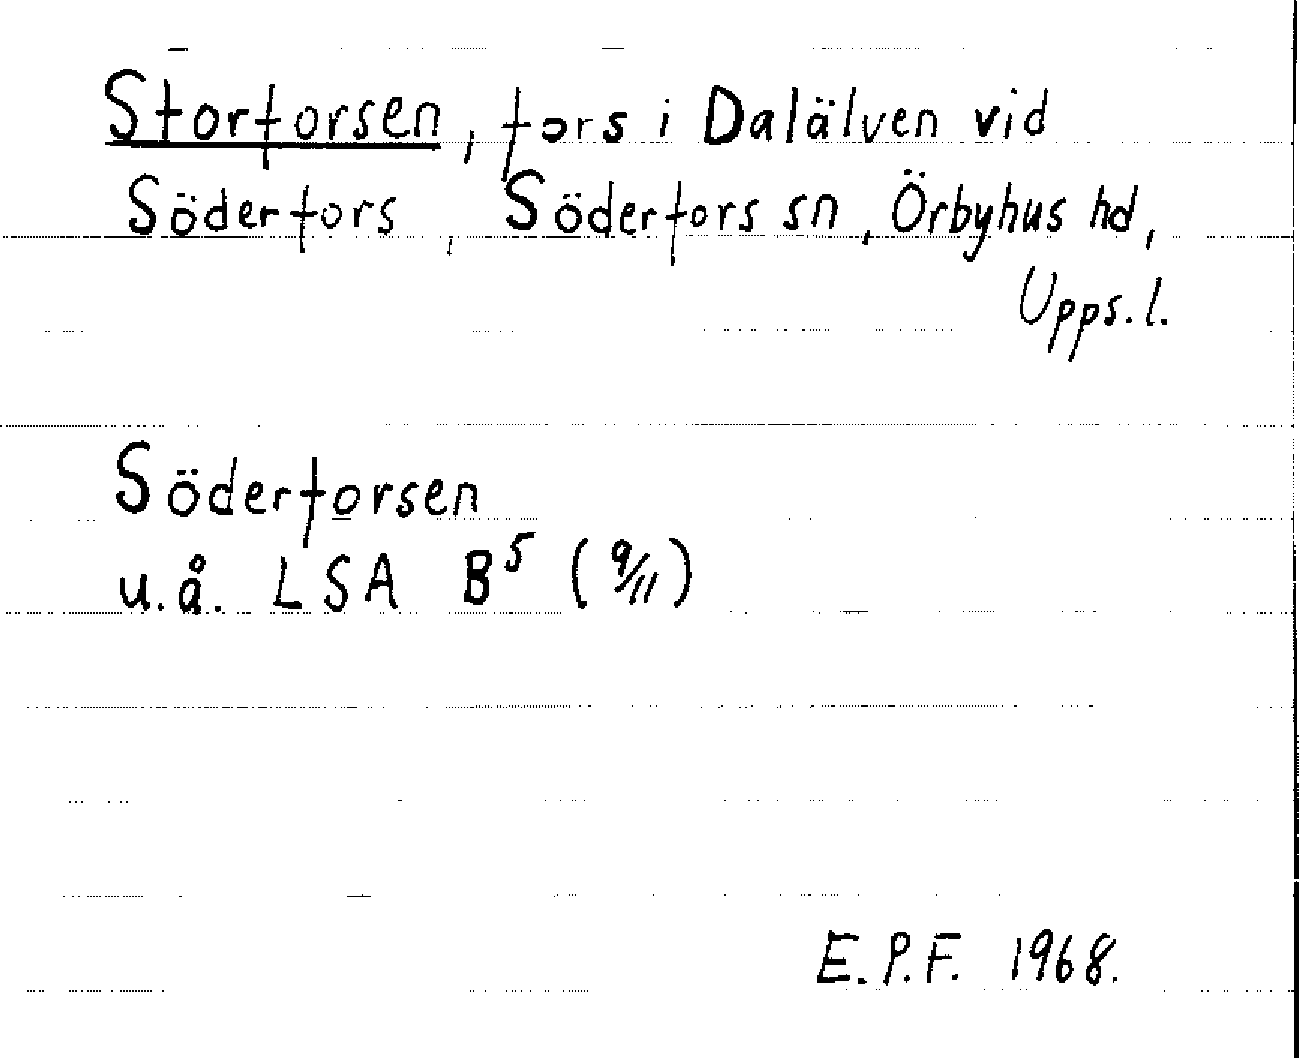 Storforsen, fors i Dalälven vid
Söderfors, Söderfors sn, Örbyhus hd,
Upps. l.
Söderforsen
u.å. LSA B⁵ (9/11)
E.P.F. 1968.